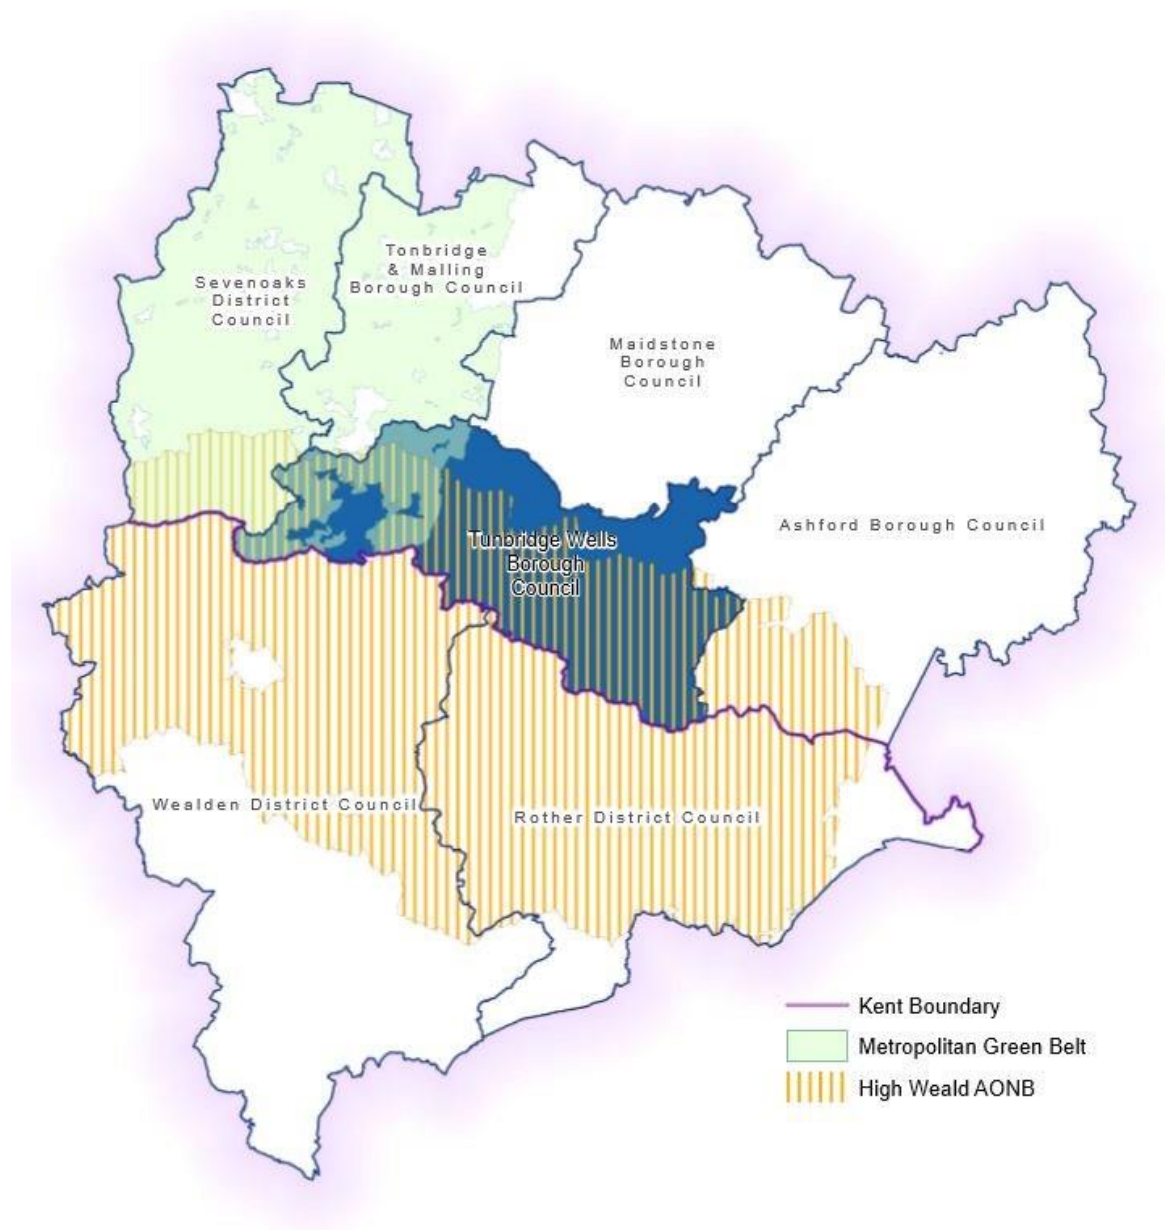 Tonbridge
& Malling
Borough Council
Sevenoaks
District
Council
Maidstone
Borough
Council
Ashford Borough Council
Tunbridge Wells
Borough
Council
Wealden District Council
Rother District Council
Kent Boundary
Metropolitan Green Belt
High Weald AONB